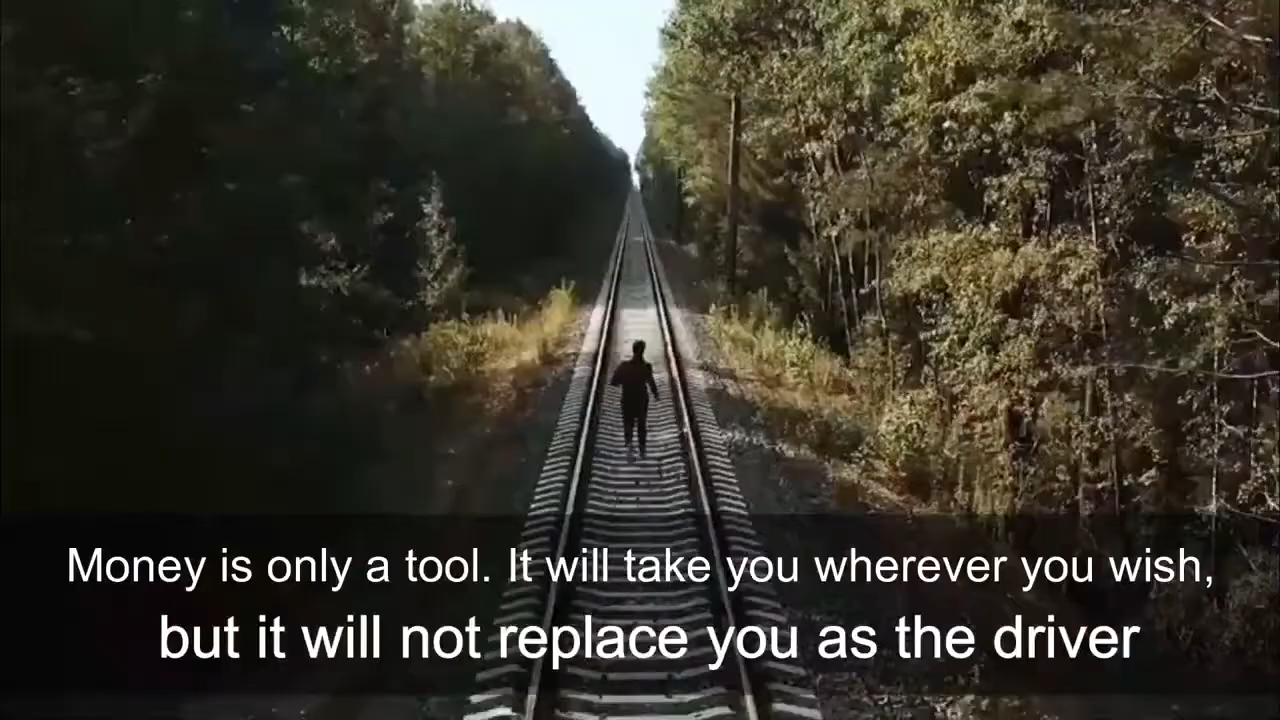 Money is only a tool. It will take you wherever you wish,
but it will not replace you as the driver